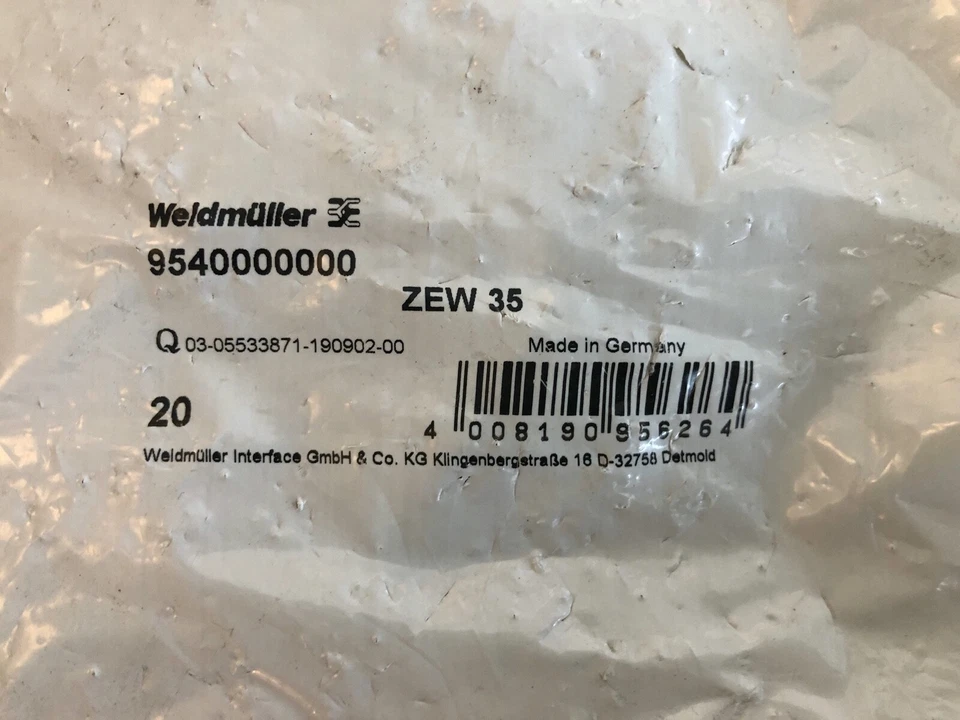 Weidmüller
9540000000
ZEW 35
Q 03-05533871-190902-00
Made in Germany
20
4 008190 956264
Weidmüller Interface GmbH & Co. KG Klingenbergstraße 16 D-32758 Detmold